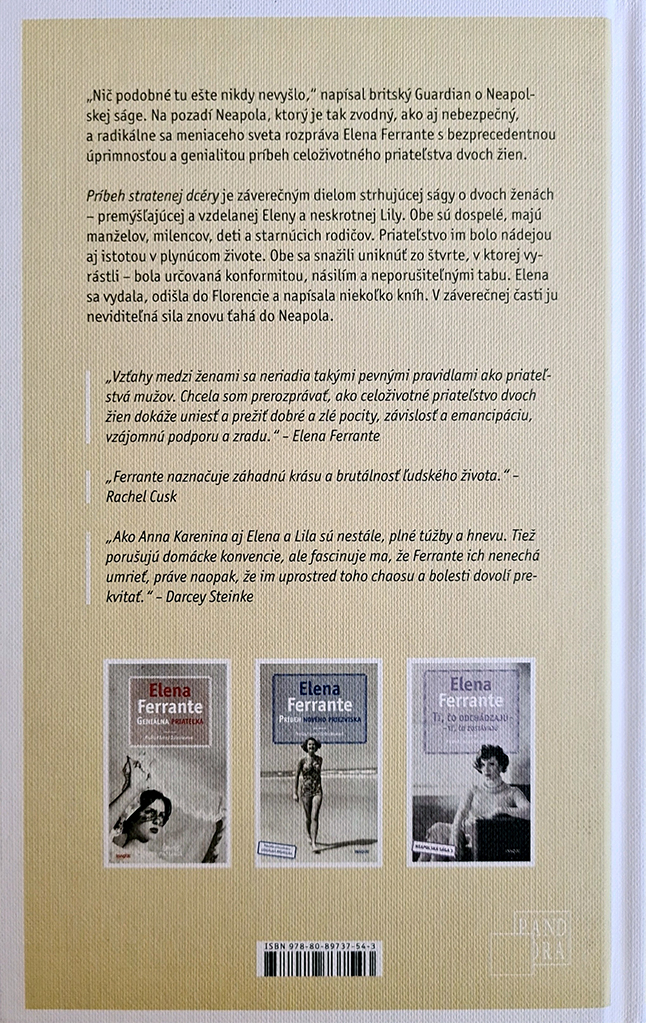 „Nič podobné tu ešte nikdy nevyšlo,“ napísal britský Guardian o Neapol-
skej ságe. Na pozadí Neapola, ktorý je tak zvodný, ako aj nebezpečný,
a radikálne sa meniaceho sveta rozpráva Elena Ferrante s bezprecedentnou
úprimnosťou a genialitou príbeh celoživotného priateľstva dvoch žien.
Príbeh stratenej dcéry je záverečným dielom strhujúcej ságy o dvoch ženách
– premýšľajúcej a vzdelanej Eleny a neskrotnej Lily. Obe sú dospelé, majú
manželov, milencov, deti a starnúcich rodičov. Priateľstvo im bolo nádejou
aj istotou v plynúcom živote. Obe sa snažili uniknúť zo štvrte, v ktorej vy-
rástli – bola určovaná konformitou, násilím a neporušiteľnými tabu. Elena
sa vydala, odišla do Florencie a napísala niekoľko kníh. V záverečnej časti ju
neviditeľná sila znovu ťahá do Neapola.
„Vzťahy medzi ženami sa neriadia takými pevnými pravidlami ako priateľ-
stvá mužov. Chcela som prerozprávať, ako celoživotné priateľstvo dvoch
žien dokáže uniesť a prežiť dobré a zlé pocity, závislosť a emancipáciu,
vzájomnú podporu a zradu.“ – Elena Ferrante
„Ferrante naznačuje záhadnú krásu a brutálnosť ľudského života.“ –
Rachel Cusk
„Ako Anna Karenina aj Elena a Lila sú nestále, plné túžby a hnevu. Tiež
porušujú domácke konvencie, ale fascinuje ma, že Ferrante ich nenechá
umrieť, práve naopak, že im uprostred toho chaosu a bolesti dovolí pre-
kvitať.“ – Darcey Steinke
Elena
Ferrante
Geniálna priateľka
Elena
Ferrante
Príbeh nového priezviska
Elena
Ferrante
Tí, čo odchádzajú –
– tí, čo zostávajú
Neapolská sága 3
ISBN 978-80-89737-54-3
PAND
ORA